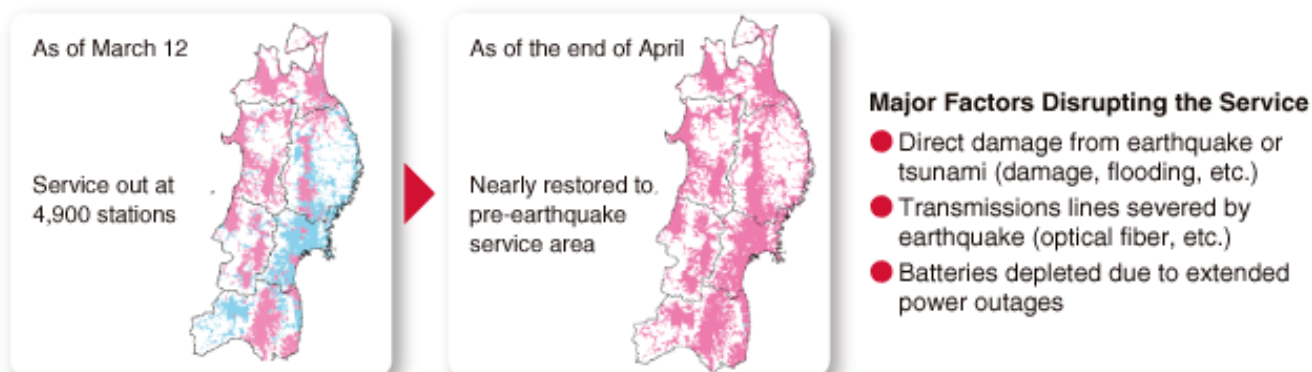 As of March 12
Service out at
4,900 stations
As of the end of April
Nearly restored to
pre-earthquake
service area
Major Factors Disrupting the Service
Direct damage from earthquake or
tsunami (damage, flooding, etc.)
Transmissions lines severed by
earthquake (optical fiber, etc.)
Batteries depleted due to extended
power outages